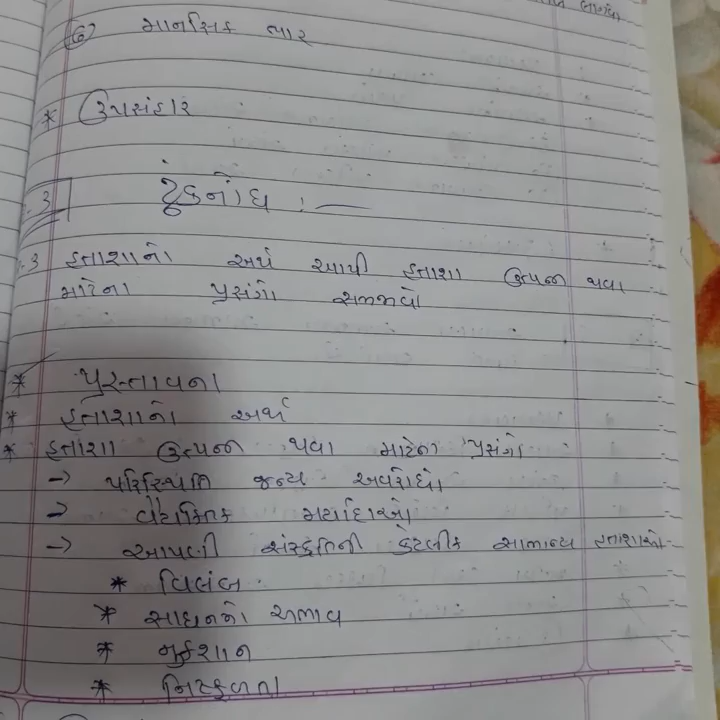 (6) માનસિક ભાર
* ઉપસંહાર
.3 ટૂંકનોંધ : —
.3 હતાશાનો અર્થ આપી હતાશા ઉત્પન્ન થવા
માટેના પ્રસંગો સમજાવો
* પ્રસ્તાવના
* હતાશાનો અર્થ
* હતાશા ઉત્પન્ન થવા માટેના પ્રસંગો
→ પરિસ્થિતિ જન્ય અવરોધો
→ વૈયક્તિક મર્યાદાઓ
→ આપણી સંસ્કૃતિની કેટલીક સામાન્ય હતાશાઓ
* વિલંબ
* સાધનનો અભાવ
* નુકશાન
* નિષ્ફળતા